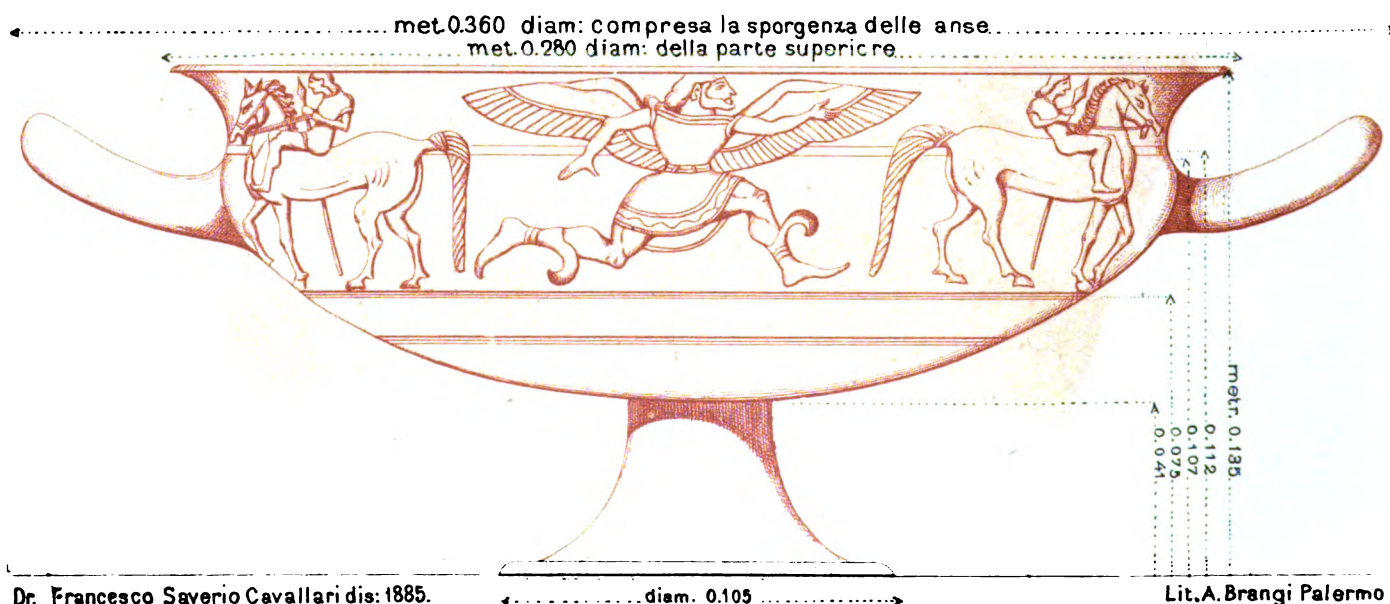 met.0.360 diam: compresa la sporgenza delle anse
met.0.280 diam: della parte superiore
metr. 0.135
0.112
0.107
0.075
0.041
Dr. Francesco Saverio Cavallari dis: 1885.
diam. 0.105
Lit. A. Brangi Palermo